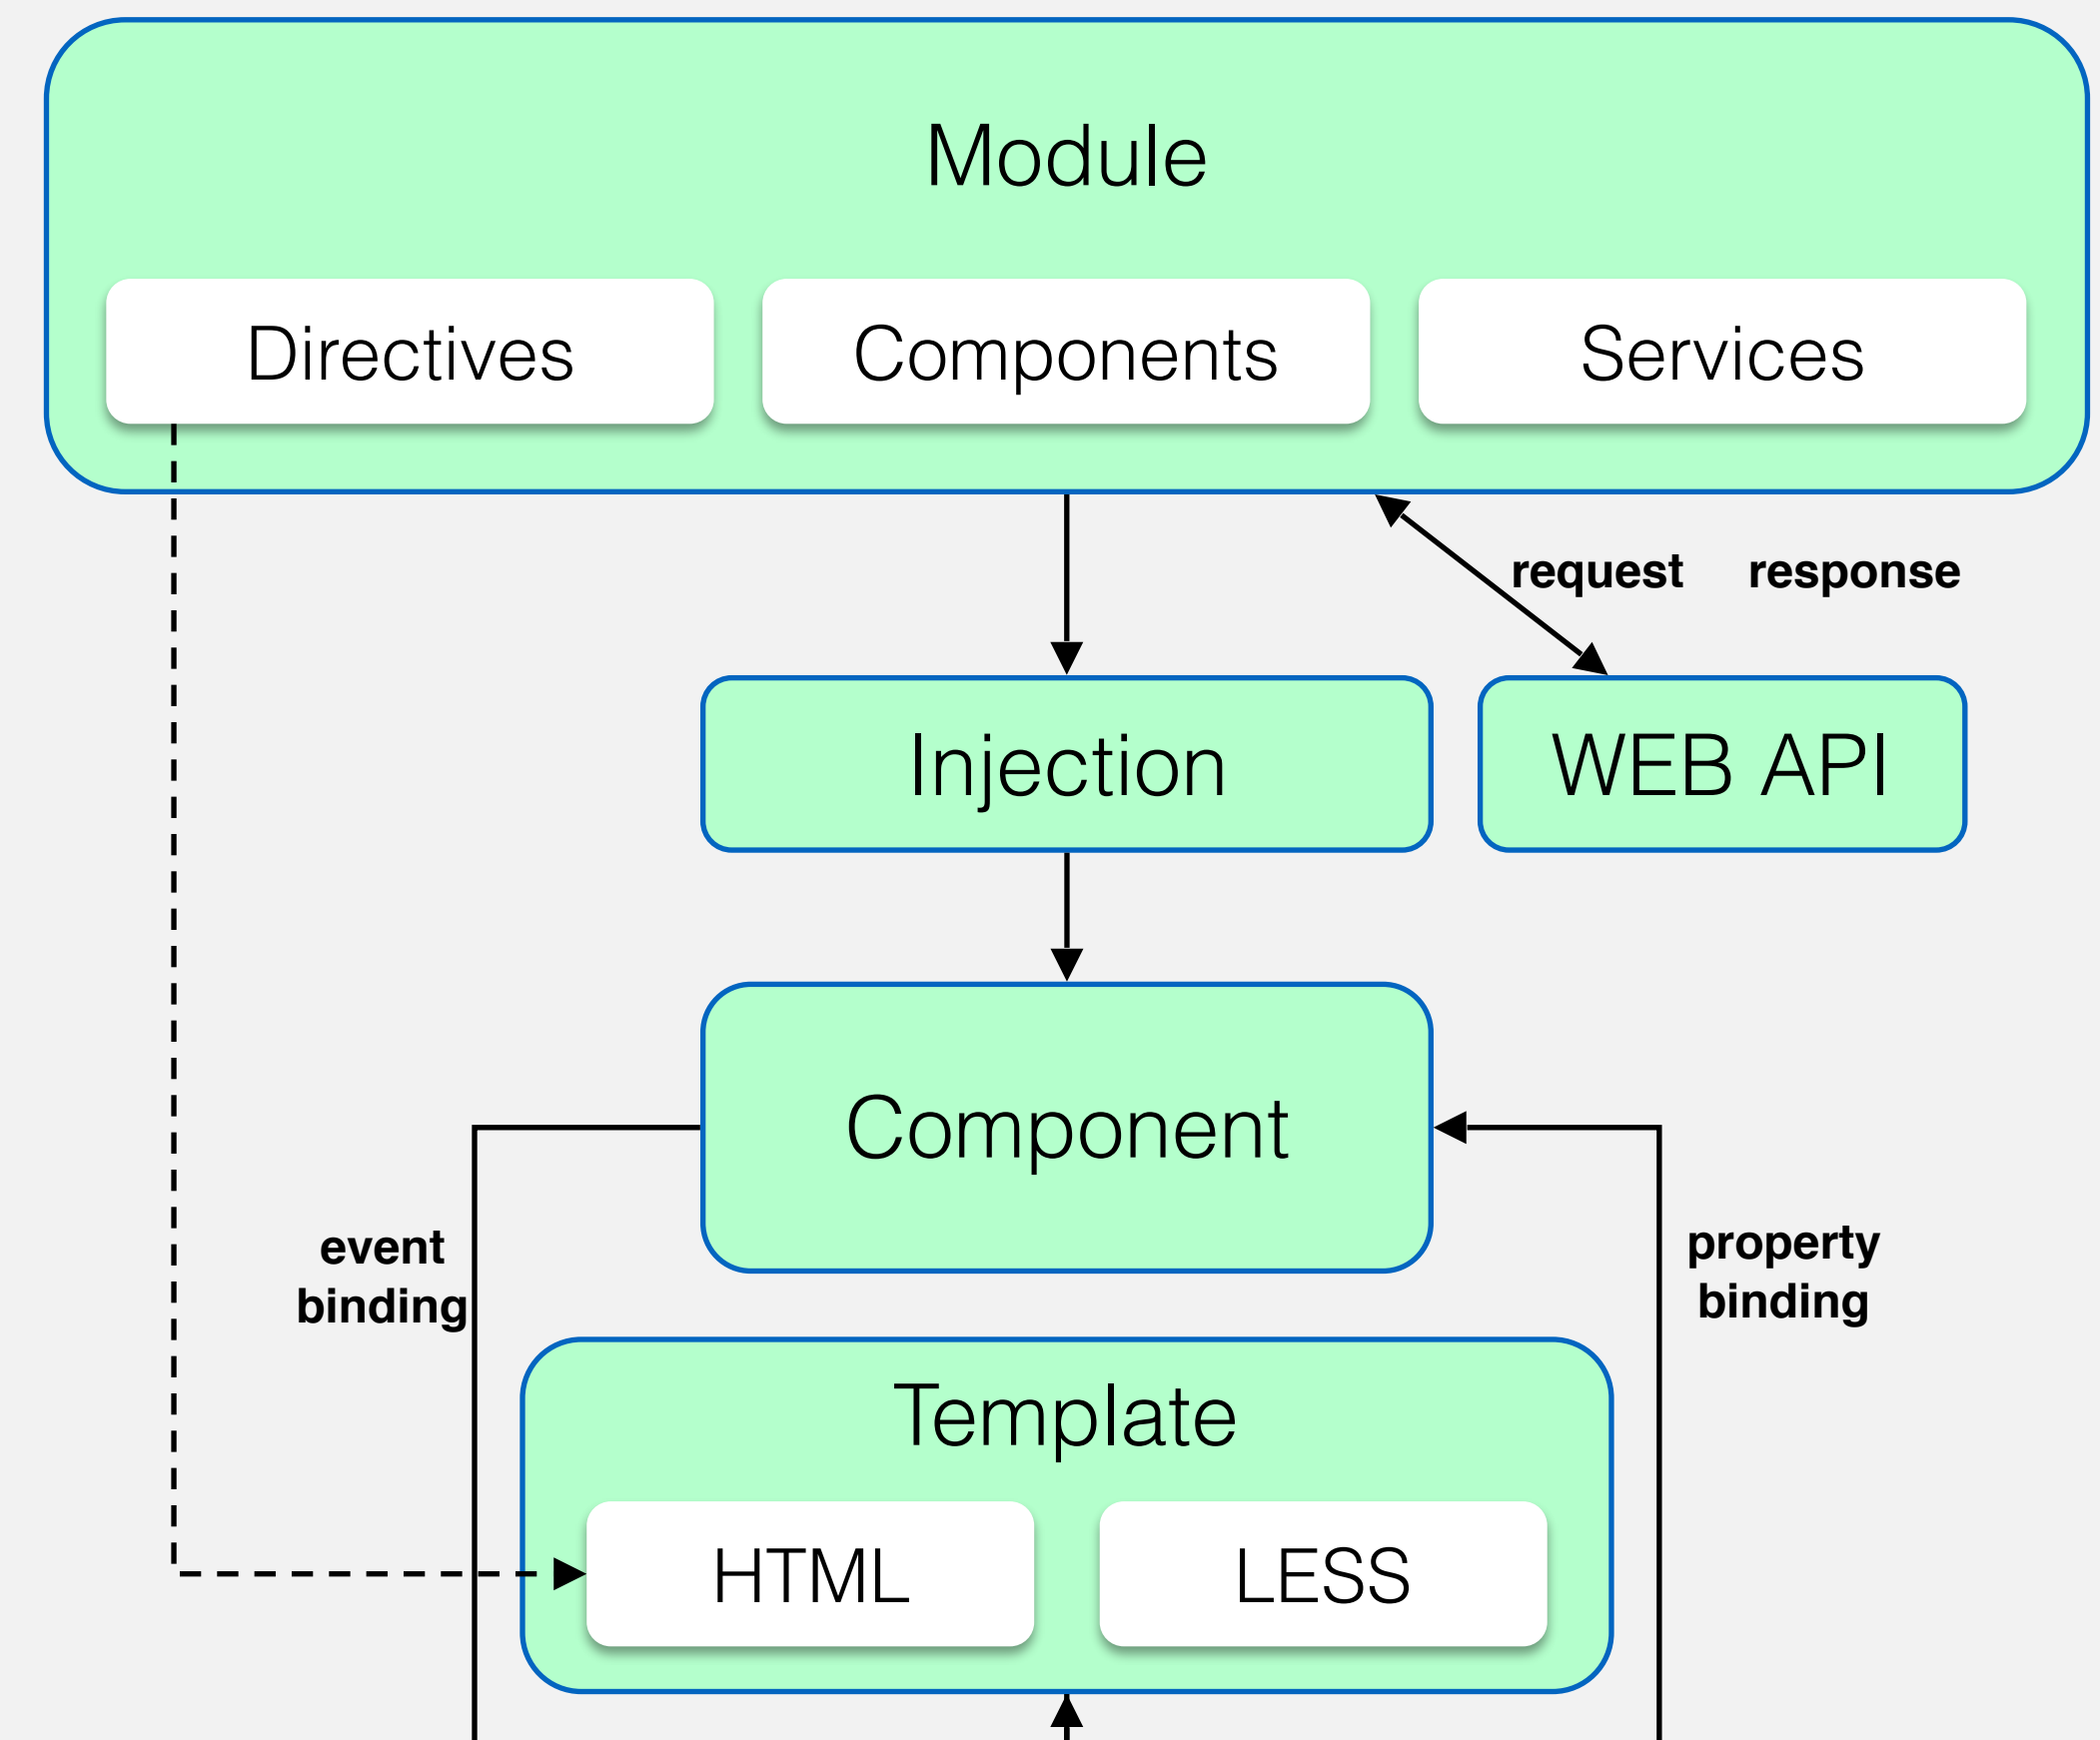 Module
Directives
Components
Services
request response
Injection
WEB API
Component
event
binding
property
binding
Template
HTML
LESS